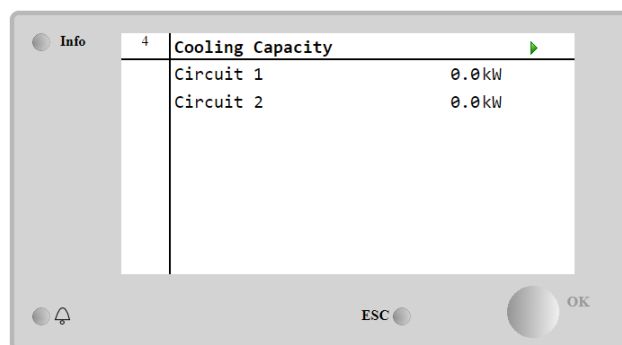 Info
4 Cooling Capacity
Circuit 1 0.0kW
Circuit 2 0.0kW
ESC
OK